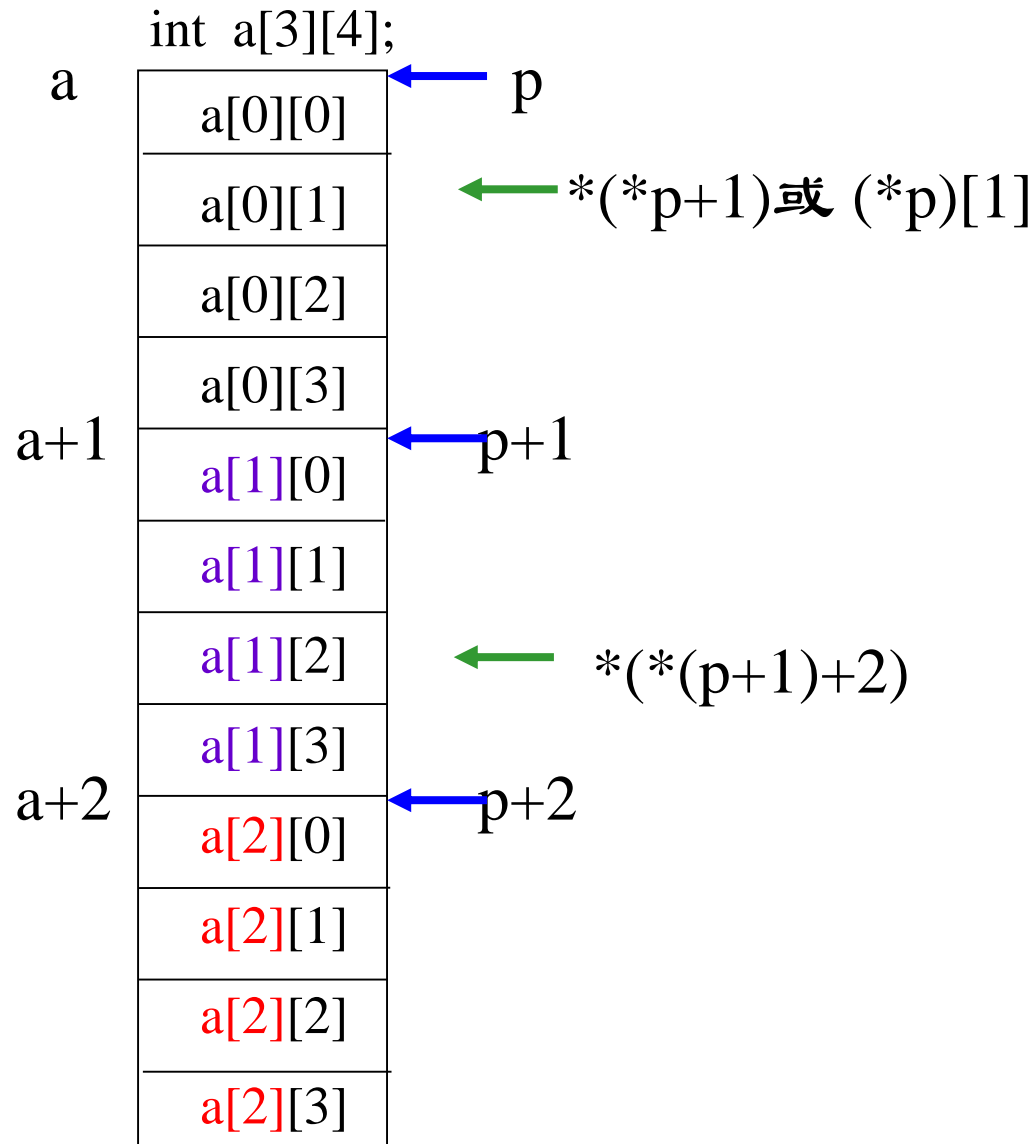 int a[3][4];
a
p
a[0][0]
a[0][1]
*(*p+1)或 (*p)[1]
a[0][2]
a[0][3]
a+1
p+1
a[1][0]
a[1][1]
a[1][2]
*(*(p+1)+2)
a[1][3]
a+2
p+2
a[2][0]
a[2][1]
a[2][2]
a[2][3]